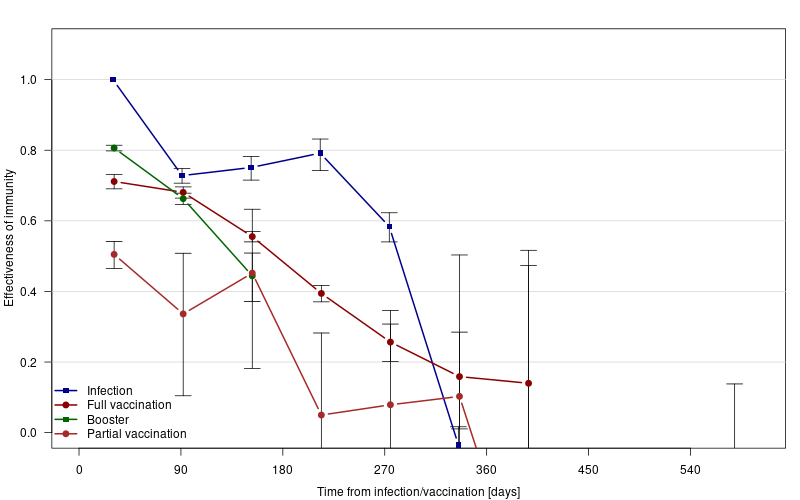 Effectiveness of immunity
1.0
0.8
0.6
0.4
0.2
0.0
Infection
Full vaccination
Booster
Partial vaccination
0 90 180 270 360 450 540
Time from infection/vaccination [days]